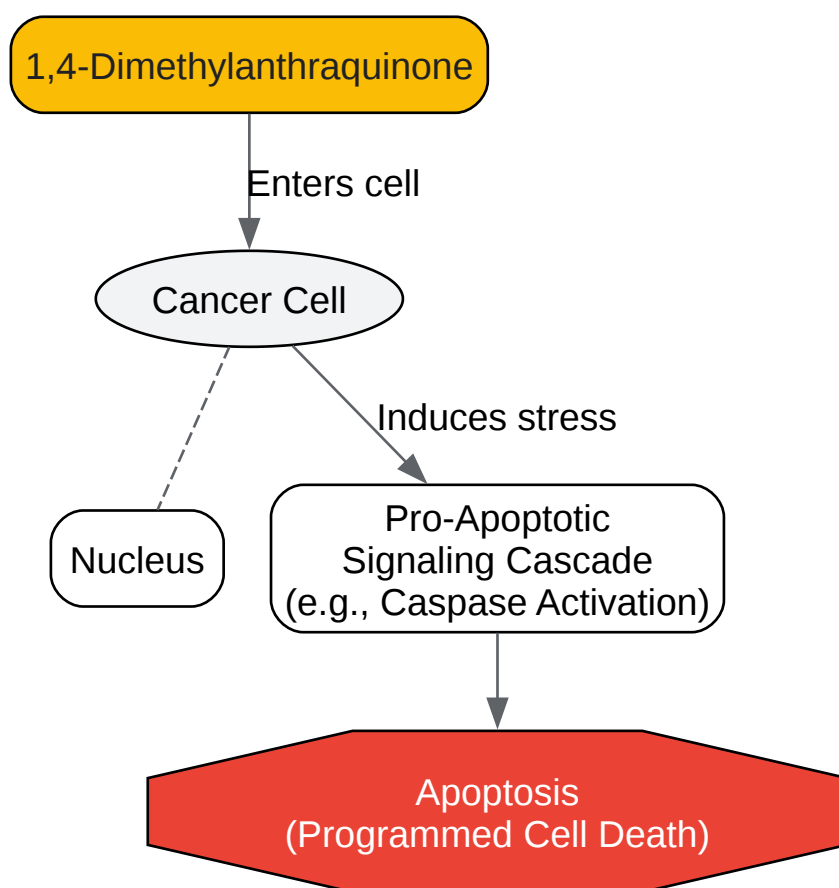 1,4-Dimethylanthraquinone
Enters cell
Cancer Cell
Induces stress
Nucleus
Pro-Apoptotic
Signaling Cascade
(e.g., Caspase Activation)
Apoptosis
(Programmed Cell Death)